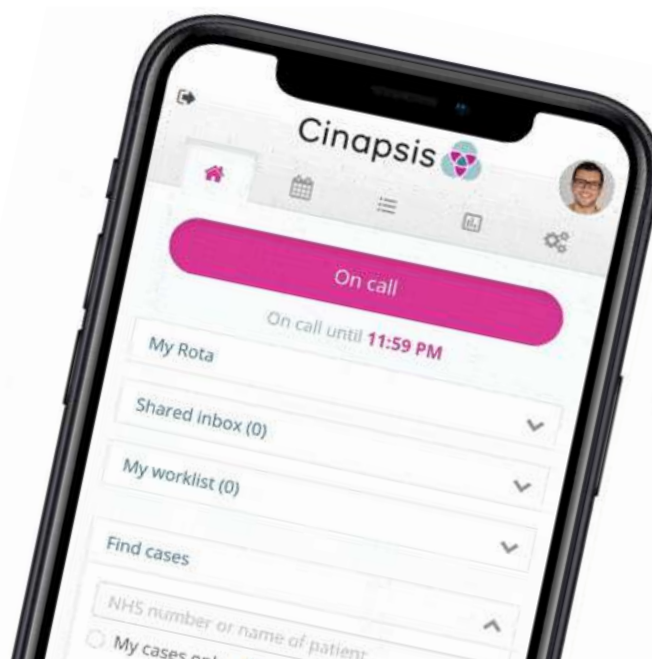 Cinapsis
On call
On call until 11:59 PM
My Rota
Shared inbox (0)
My worklist (0)
Find cases
NHS number or name of patient
My cases only